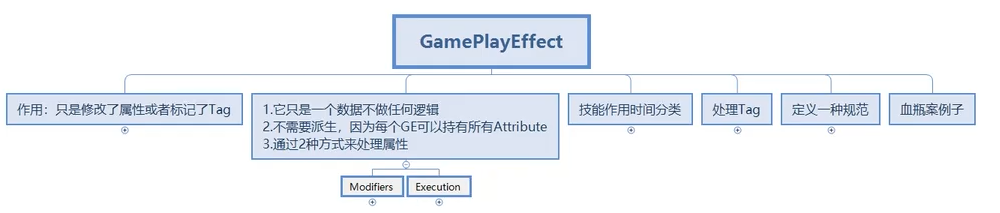 GamePlayEffect
作用：只是修改了属性或者标记了Tag
1.它只是一个数据不做任何逻辑
2.不需要派生，因为每个GE可以持有所有Attribute
3.通过2种方式来处理属性
技能作用时间分类
处理Tag
定义一种规范
血瓶案例子
Modifiers
Execution